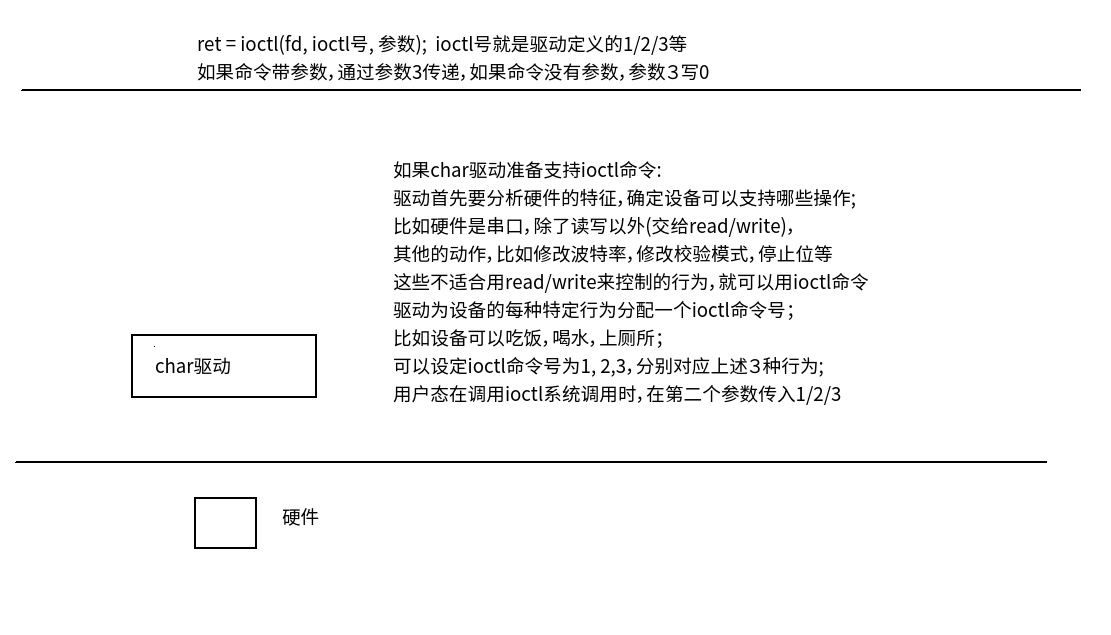 ret = ioctl(fd, ioctl号, 参数);  ioctl号就是驱动定义的1/2/3等
如果命令带参数, 通过参数3传递, 如果命令没有参数, 参数３写0
如果char驱动准备支持ioctl命令:
驱动首先要分析硬件的特征, 确定设备可以支持哪些操作;
比如硬件是串口, 除了读写以外(交给read/write),
其他的动作, 比如修改波特率, 修改校验模式, 停止位等
这些不适合用read/write来控制的行为, 就可以用ioctl命令
驱动为设备的每种特定行为分配一个ioctl命令号;
比如设备可以吃饭, 喝水, 上厕所;
可以设定ioctl命令号为1, 2,3, 分别对应上述３种行为;
用户态在调用ioctl系统调用时, 在第二个参数传入1/2/3
char驱动
硬件